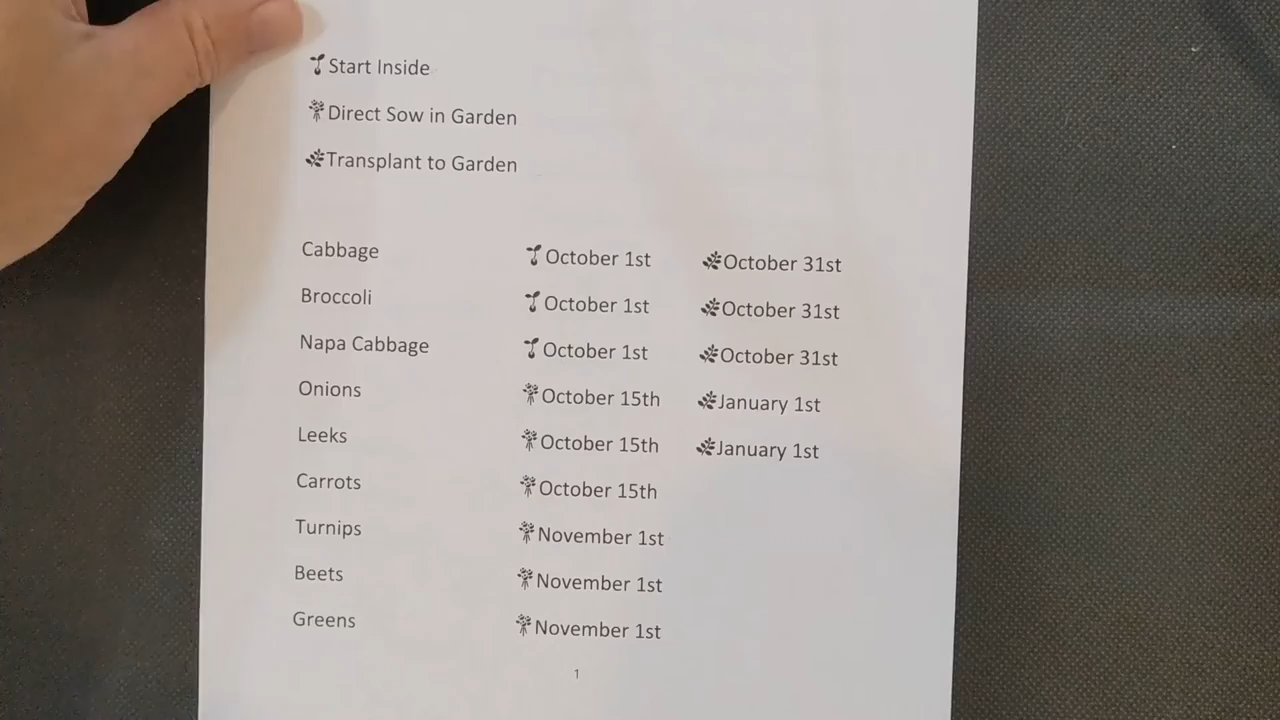 Start Inside
Direct Sow in Garden
Transplant to Garden
Cabbage October 1st October 31st
Broccoli October 1st October 31st
Napa Cabbage October 1st October 31st
Onions October 15th January 1st
Leeks October 15th January 1st
Carrots October 15th
Turnips November 1st
Beets November 1st
Greens November 1st
1